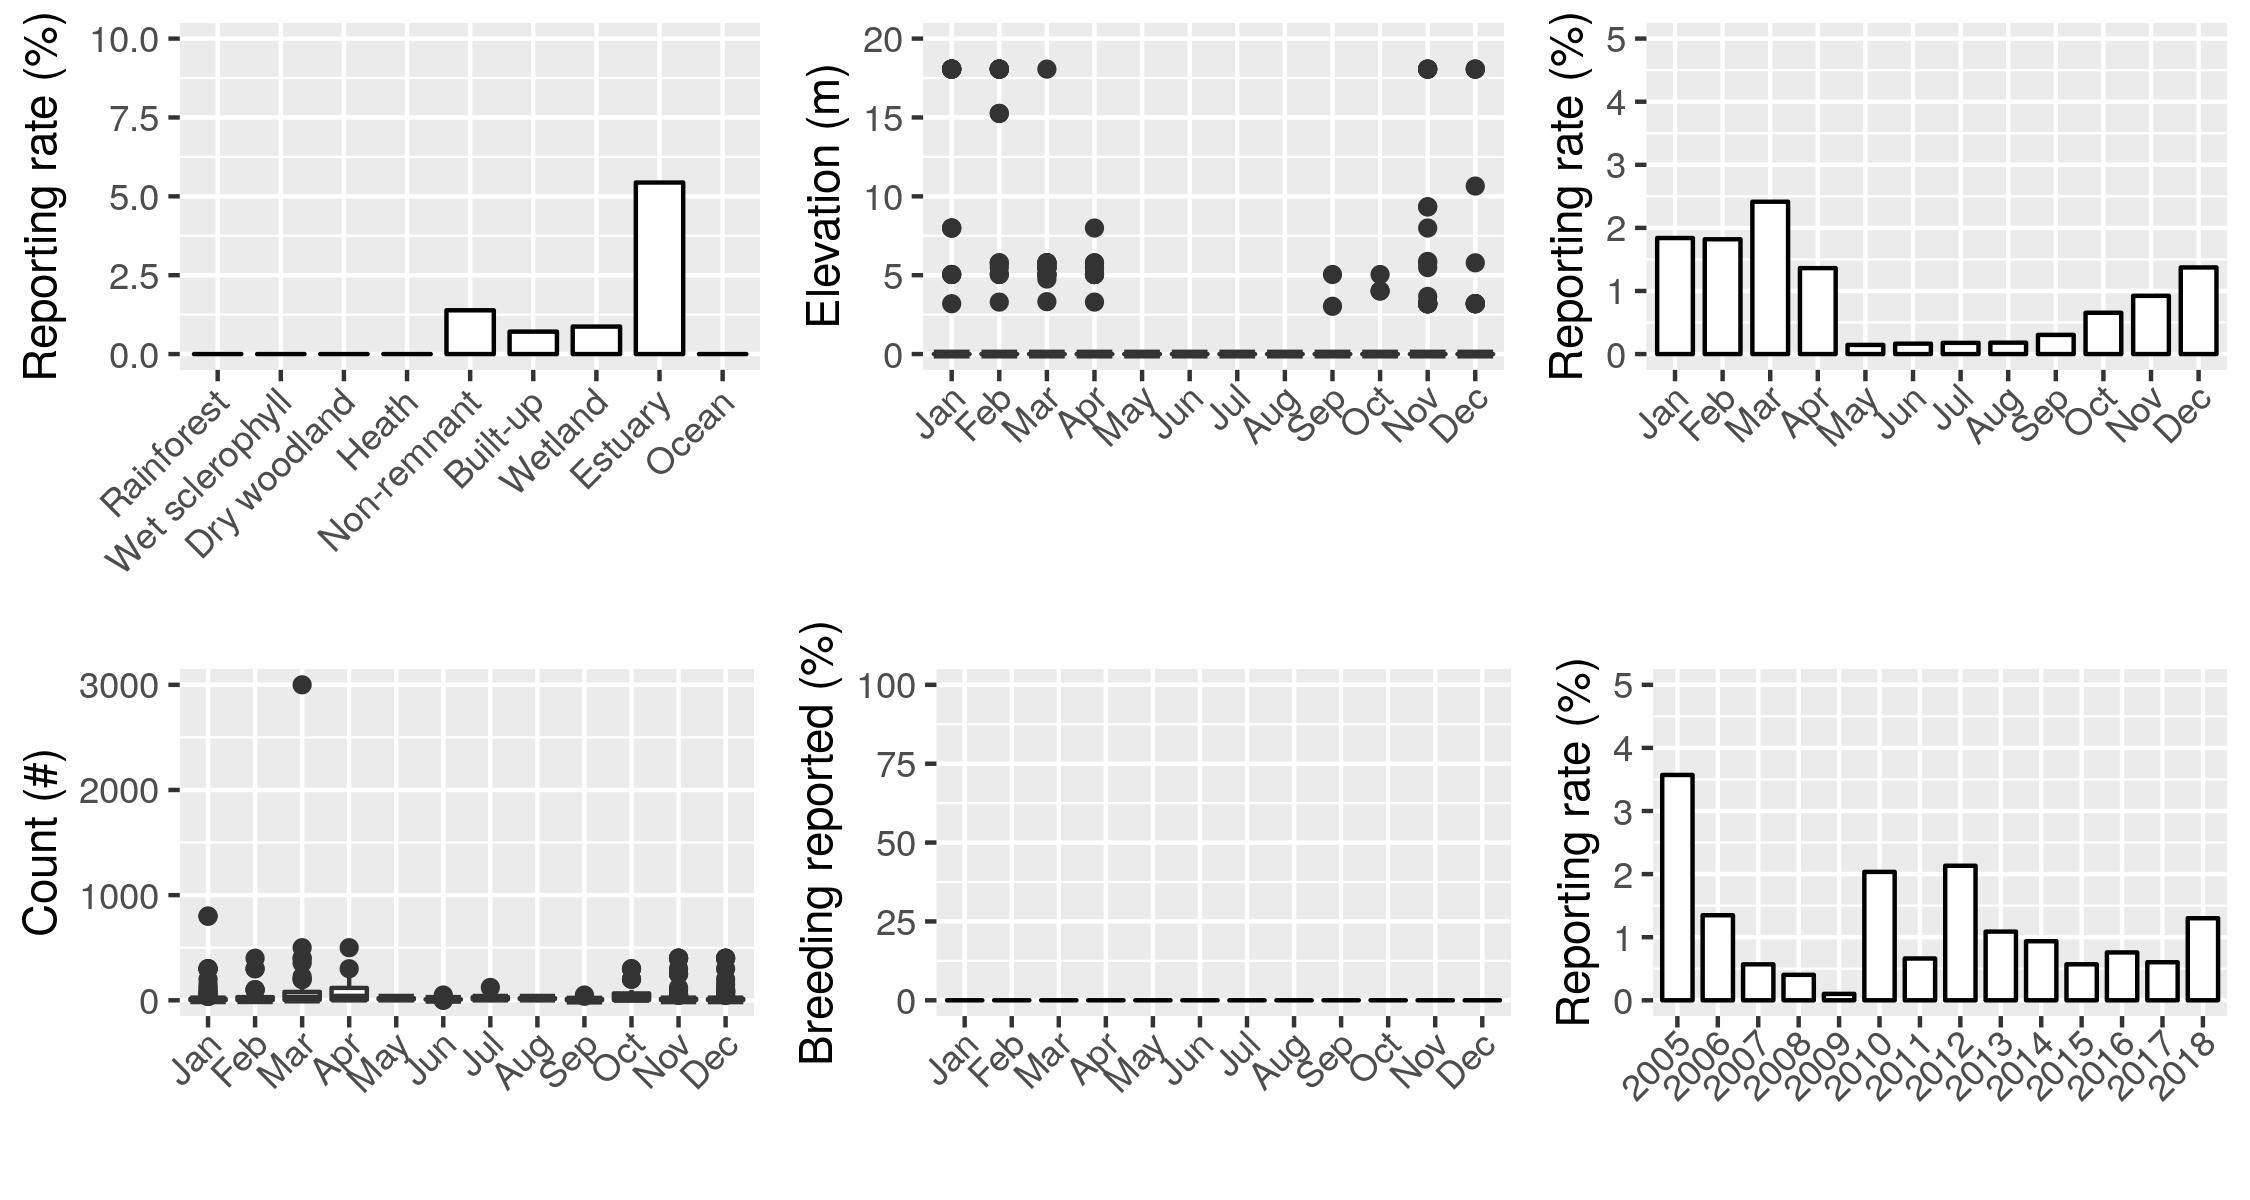 Reporting rate (%)
10.0
7.5
5.0
2.5
0.0
Rainforest
Wet sclerophyll
Dry woodland
Heath
Non-remnant
Built-up
Wetland
Estuary
Ocean
Elevation (m)
20
15
10
5
0
Jan
Feb
Mar
Apr
May
Jun
Jul
Aug
Sep
Oct
Nov
Dec
Reporting rate (%)
5
4
3
2
1
0
Jan
Feb
Mar
Apr
May
Jun
Jul
Aug
Sep
Oct
Nov
Dec
Count (#)
3000
2000
1000
0
Jan
Feb
Mar
Apr
May
Jun
Jul
Aug
Sep
Oct
Nov
Dec
Breeding reported (%)
100
75
50
25
0
Jan
Feb
Mar
Apr
May
Jun
Jul
Aug
Sep
Oct
Nov
Dec
Reporting rate (%)
5
4
3
2
1
0
2005
2006
2007
2008
2009
2010
2011
2012
2013
2014
2015
2016
2017
2018